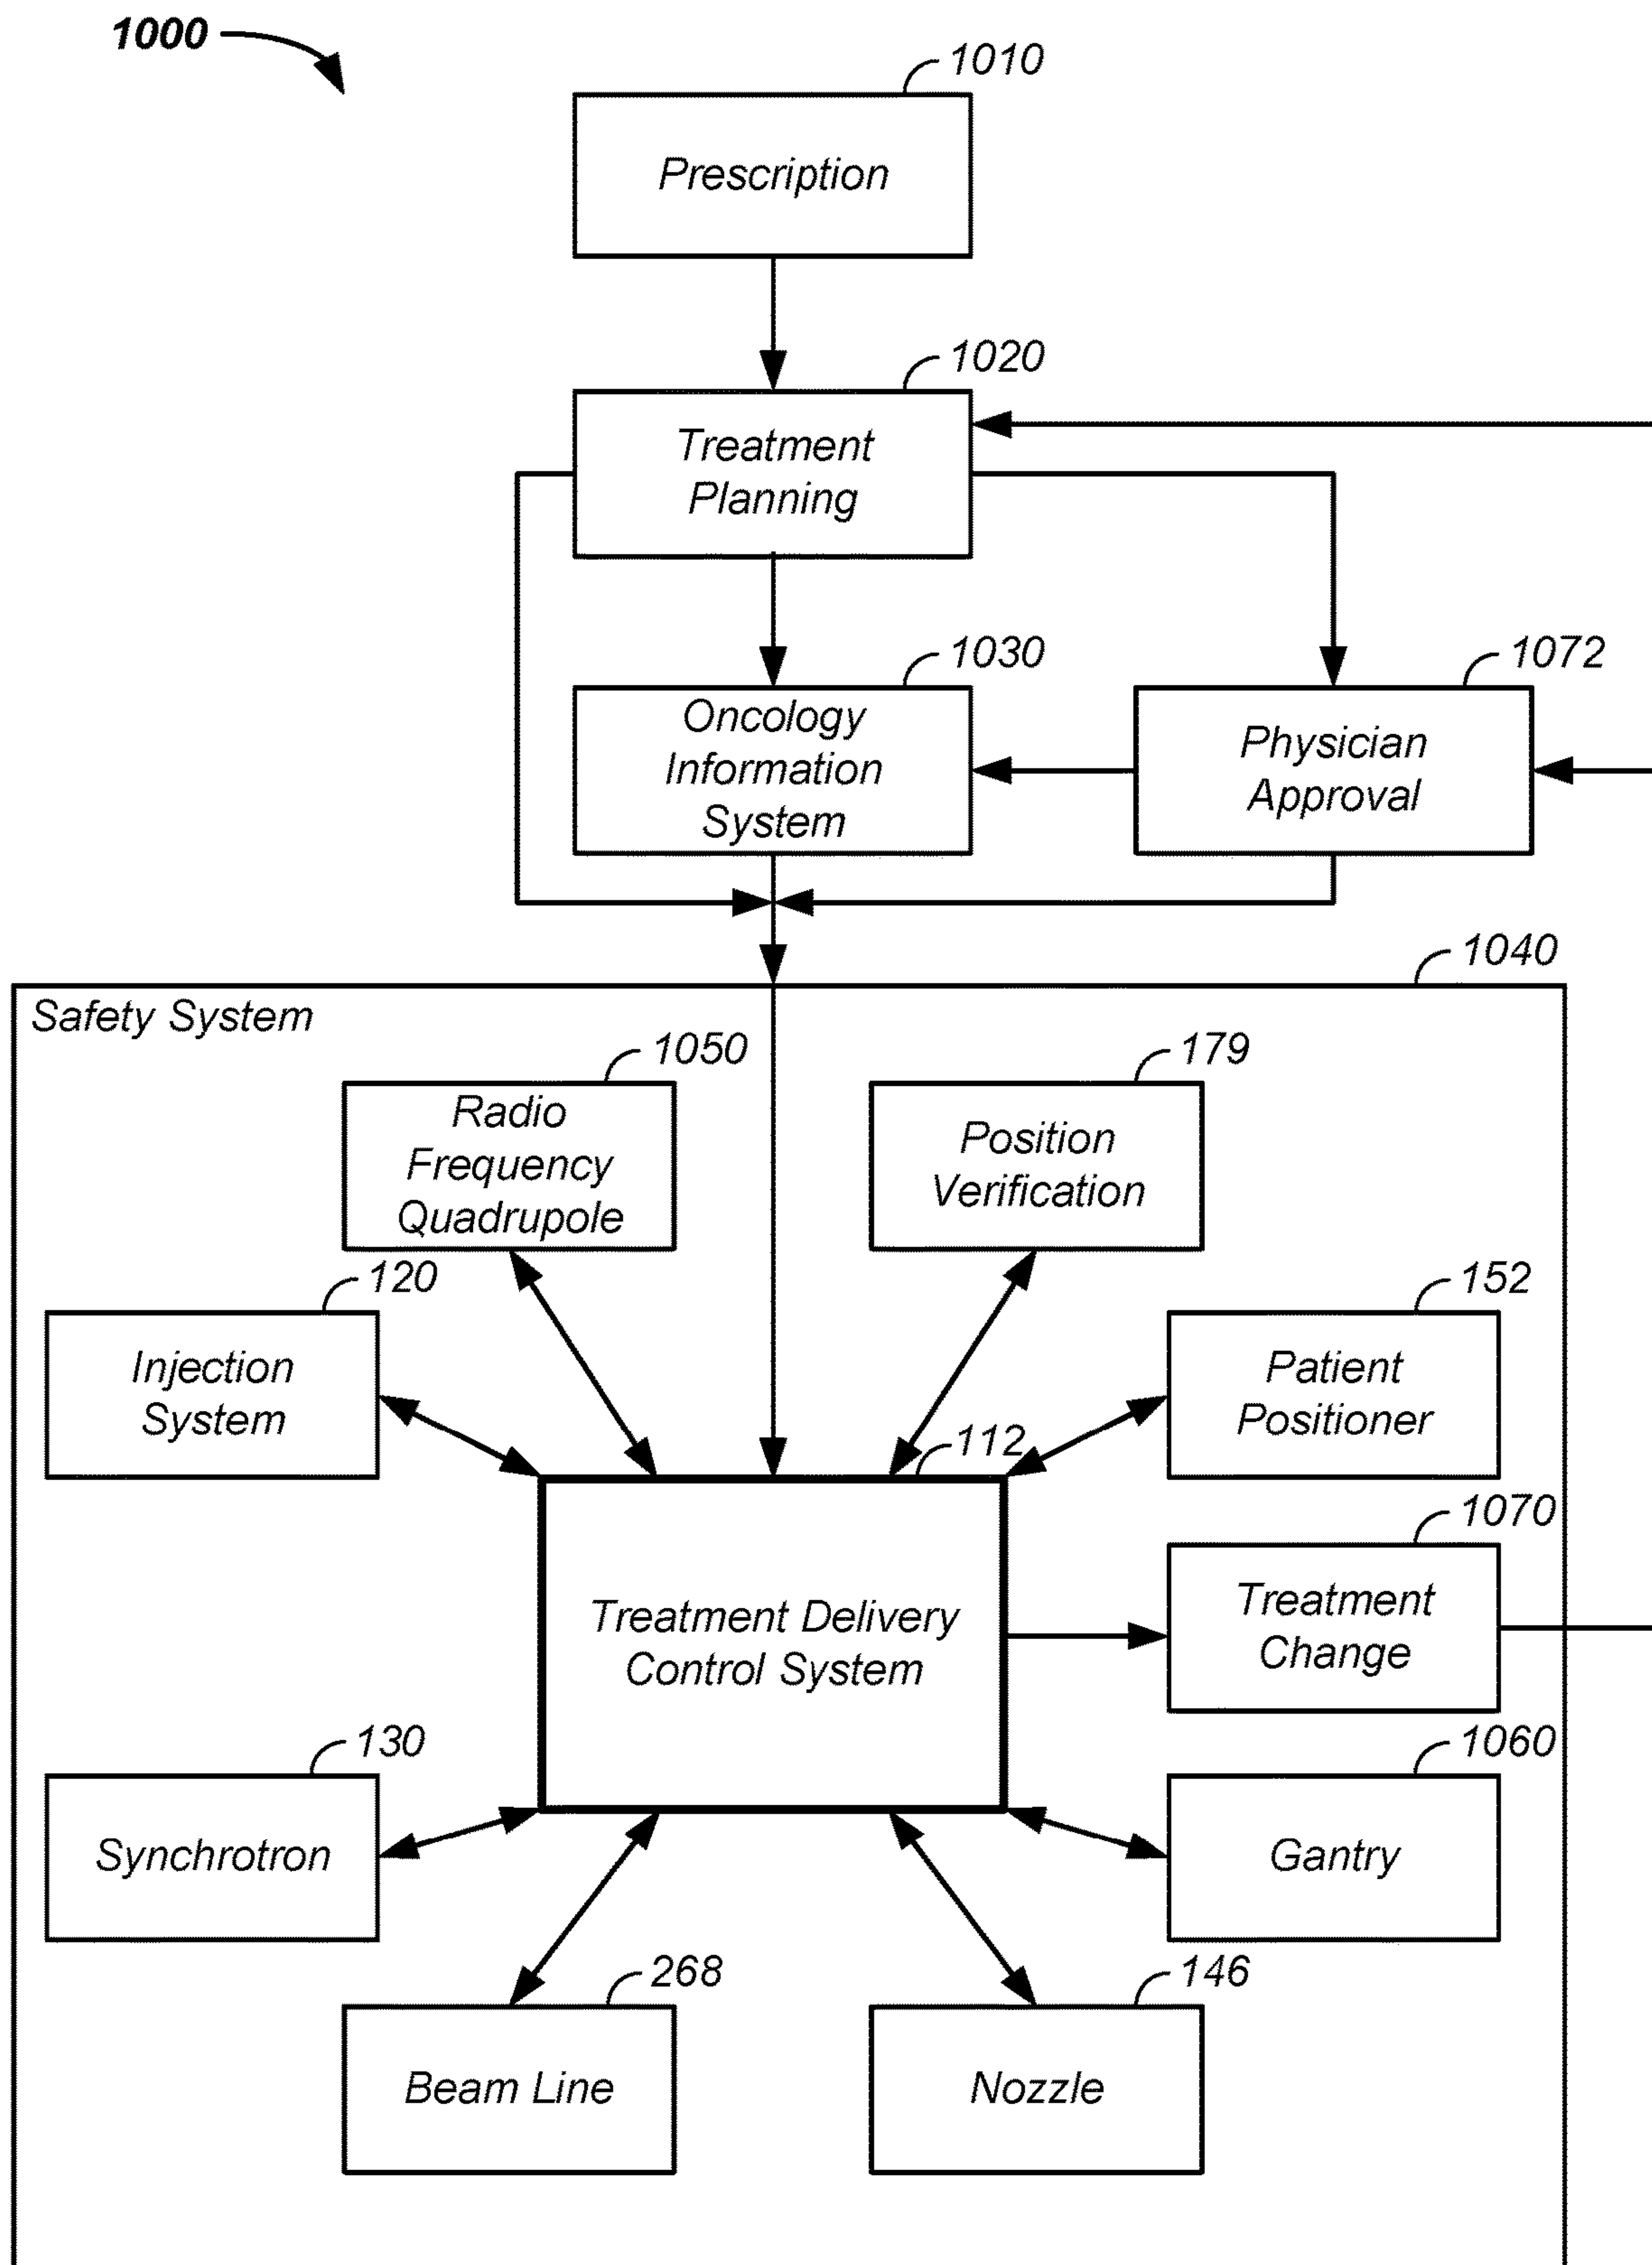 1000
1010
Prescription
1020
Treatment
Planning
1030
Oncology
Information
System
1072
Physician
Approval
1040
Safety System
1050
Radio
Frequency
Quadrupole
179
Position
Verification
120
Injection
System
152
Patient
Positioner
112
Treatment Delivery
Control System
1070
Treatment
Change
130
Synchrotron
1060
Gantry
268
Beam Line
146
Nozzle